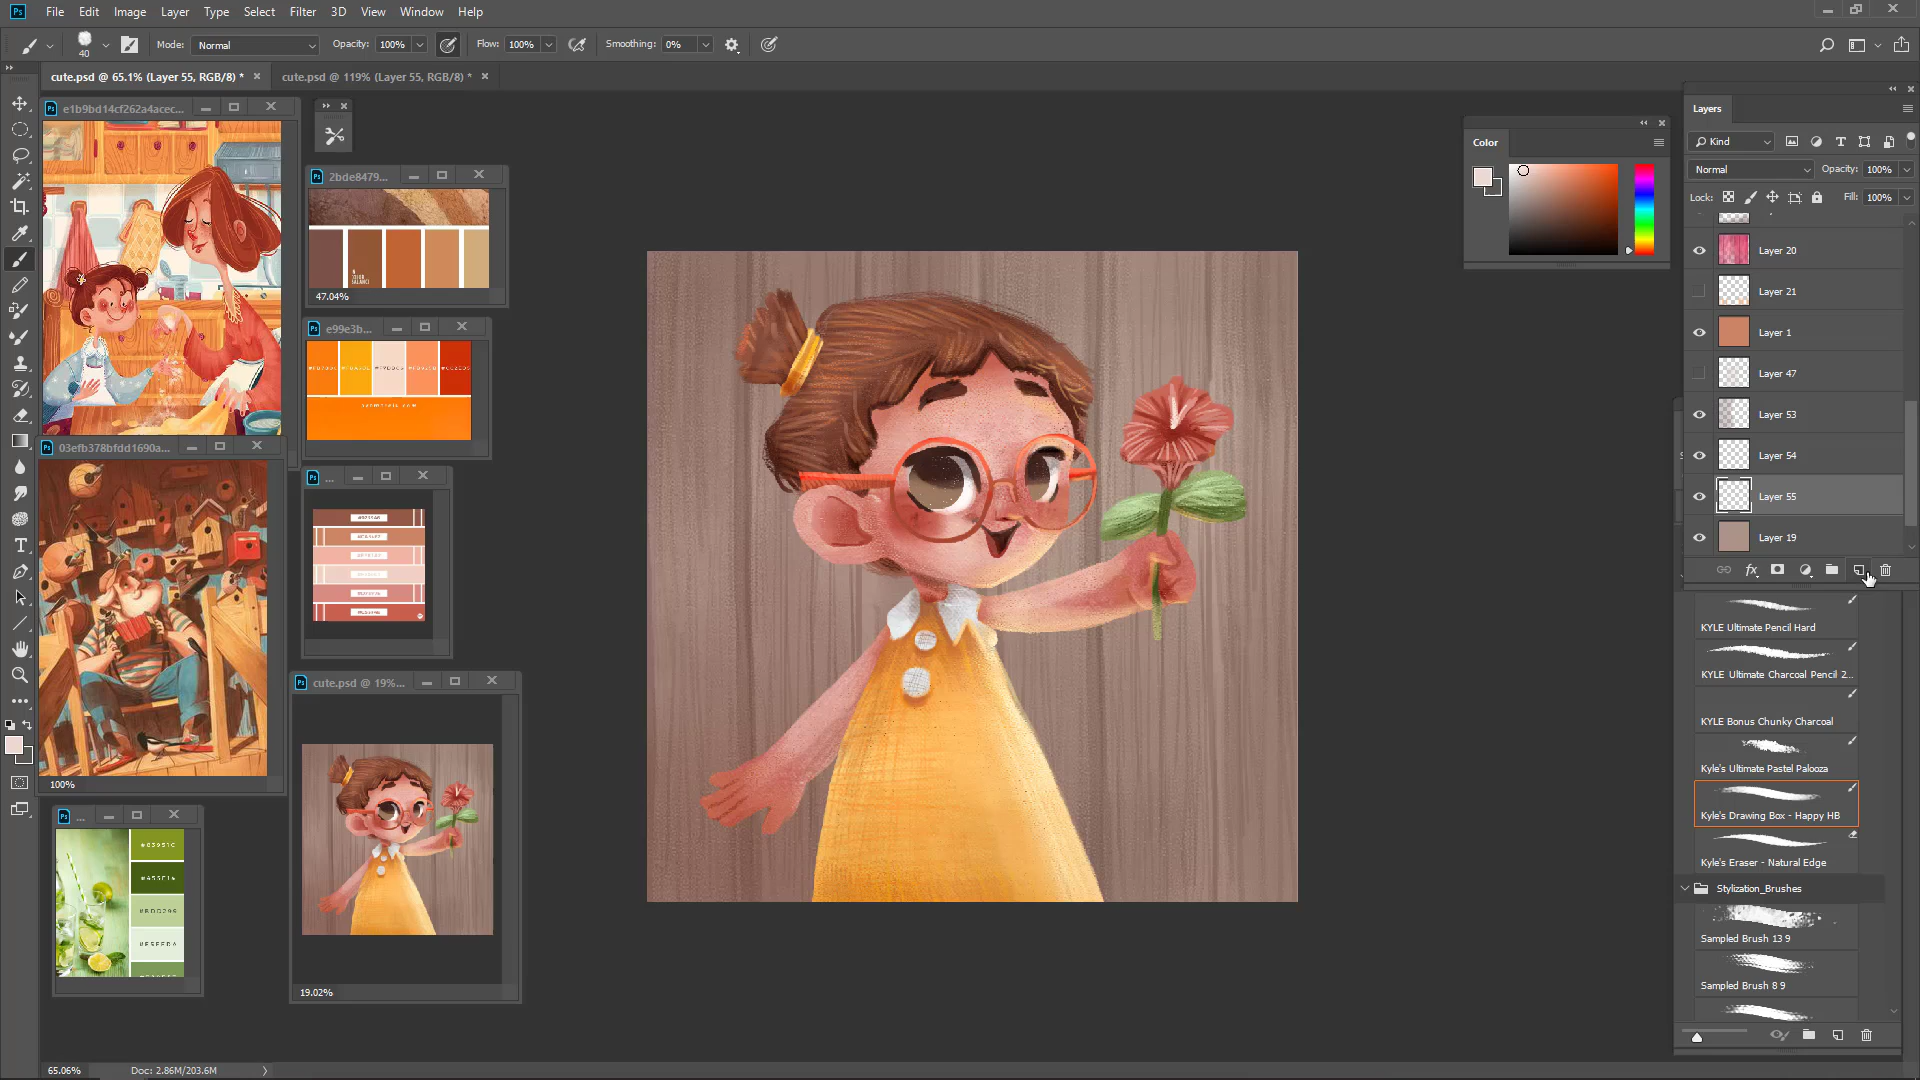 Ps File Edit Image Layer Type Select Filter 3D View Window Help
40 Mode: Normal Opacity: 100% Flow: 100% Smoothing: 0%
cute.psd @ 65.1% (Layer 55, RGB/8) * cute.psd @ 119% (Layer 55, RGB/8) *
e1b9bd14cf262a4acec...
2bde8479...
47.04%
e99e3b...
03efb378bfdd1690a...
100%
...
...
cute.psd @ 19%...
19.02%
Color
Layers
Kind
Normal Opacity: 100%
Lock: Fill: 100%
Layer 20
Layer 21
Layer 1
Layer 47
Layer 53
Layer 54
Layer 55
Layer 19
fx
KYLE Ultimate Pencil Hard
KYLE Ultimate Charcoal Pencil 2...
KYLE Bonus Chunky Charcoal
Kyle's Ultimate Pastel Palooza
Kyle's Drawing Box - Happy HB
Kyle's Eraser - Natural Edge
Stylization_Brushes
Sampled Brush 13 9
Sampled Brush 8 9
65.06% Doc: 2.86M/203.6M